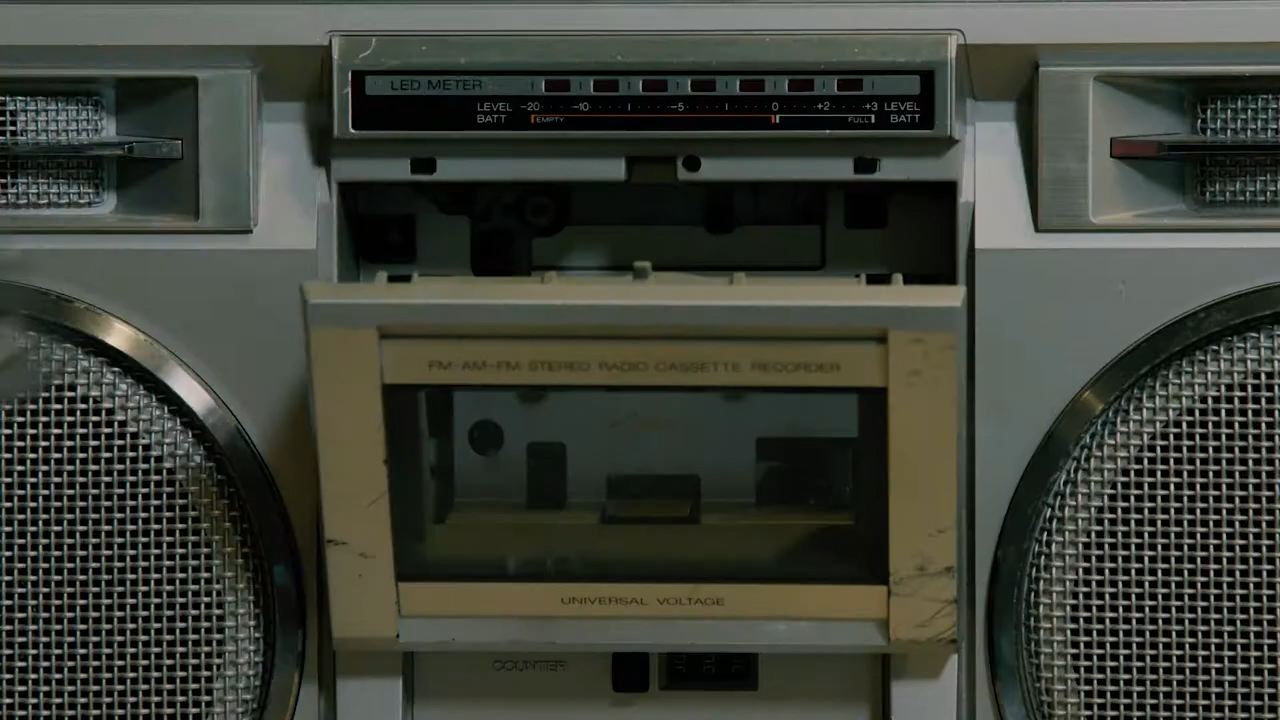 LED METER
LEVEL -20 -10 -5 0 +2 +3 LEVEL
BATT EMPTY FULL BATT
FM-AM-FM STEREO RADIO CASSETTE RECORDER
UNIVERSAL VOLTAGE
COUNTER